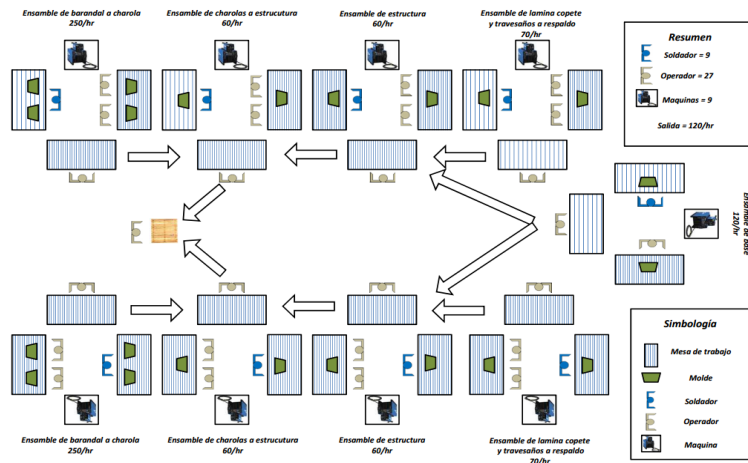 Ensamble de barandal a charola
250/hr
Ensamble de charolas a estrucutura
60/hr
Ensamble de estructura
60/hr
Ensamble de lamina copete
y travesaños a respaldo
70/hr
Resumen
Soldador = 9
Operador = 27
Maquinas = 9
Salida = 120/hr
Ensamble de base
120/hr
Simbología
Mesa de trabajo
Molde
Soldador
Operador
Maquina
Ensamble de barandal a charola
250/hr
Ensamble de charolas a estrucutura
60/hr
Ensamble de estructura
60/hr
Ensamble de lamina copete
y travesaños a respaldo
70/hr